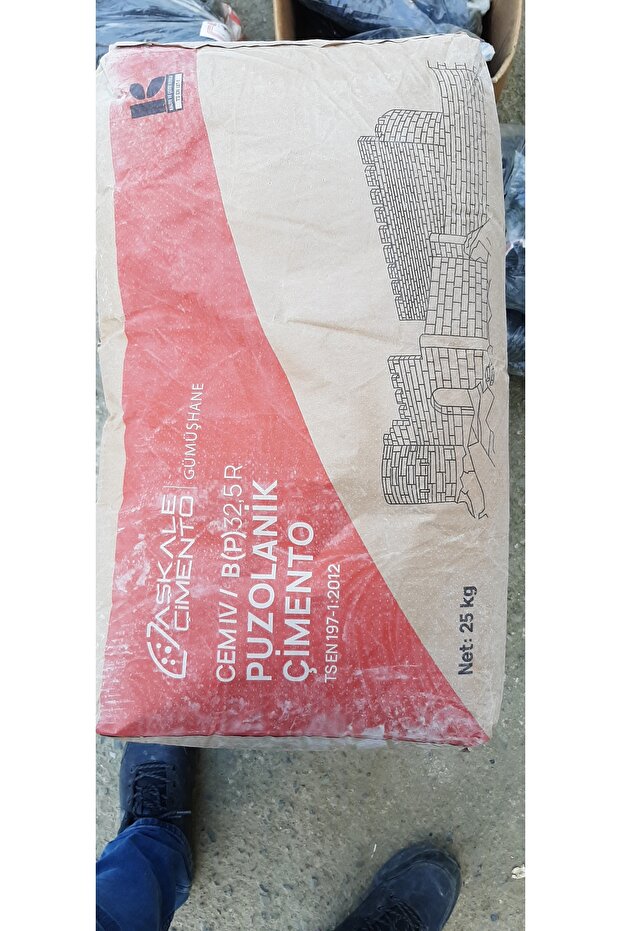 AŞKALE
ÇİMENTO
GÜMÜŞHANE
CEM IV / B(P) 32,5 R
PUZOLANİK
ÇİMENTO
TS EN 197-1:2012
Net: 25 kg